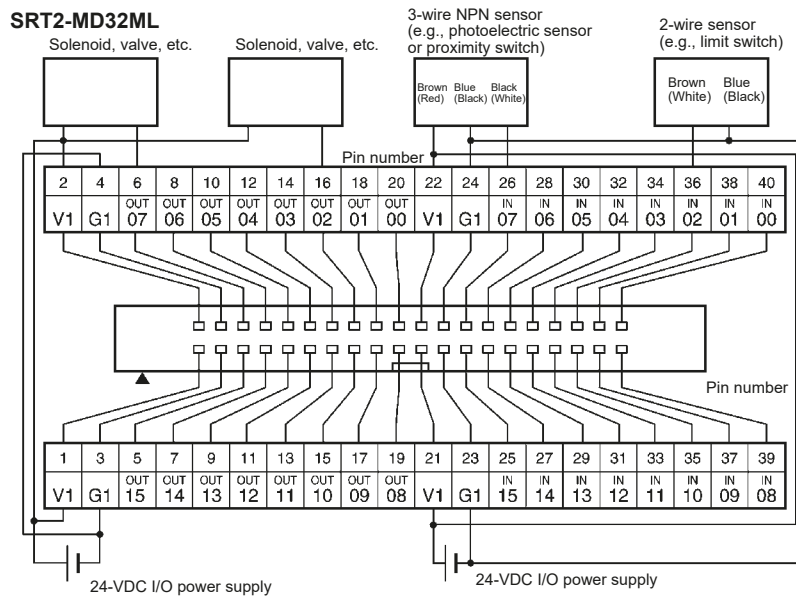 SRT2-MD32ML
Solenoid, valve, etc.
Solenoid, valve, etc.
3-wire NPN sensor
(e.g., photoelectric sensor
or proximity switch)
2-wire sensor
(e.g., limit switch)
Brown Blue Black
(Red) (Black) (White)
Brown Blue
(White) (Black)
Pin number
2 4 6 8 10 12 14 16 18 20 22 24 26 28 30 32 34 36 38 40
OUT OUT OUT OUT OUT OUT OUT OUT IN IN IN IN IN IN IN IN
V1 G1 07 06 05 04 03 02 01 00 V1 G1 07 06 05 04 03 02 01 00
Pin number
1 3 5 7 9 11 13 15 17 19 21 23 25 27 29 31 33 35 37 39
OUT OUT OUT OUT OUT OUT OUT OUT IN IN IN IN IN IN IN IN
V1 G1 15 14 13 12 11 10 09 08 V1 G1 15 14 13 12 11 10 09 08
24-VDC I/O power supply
24-VDC I/O power supply